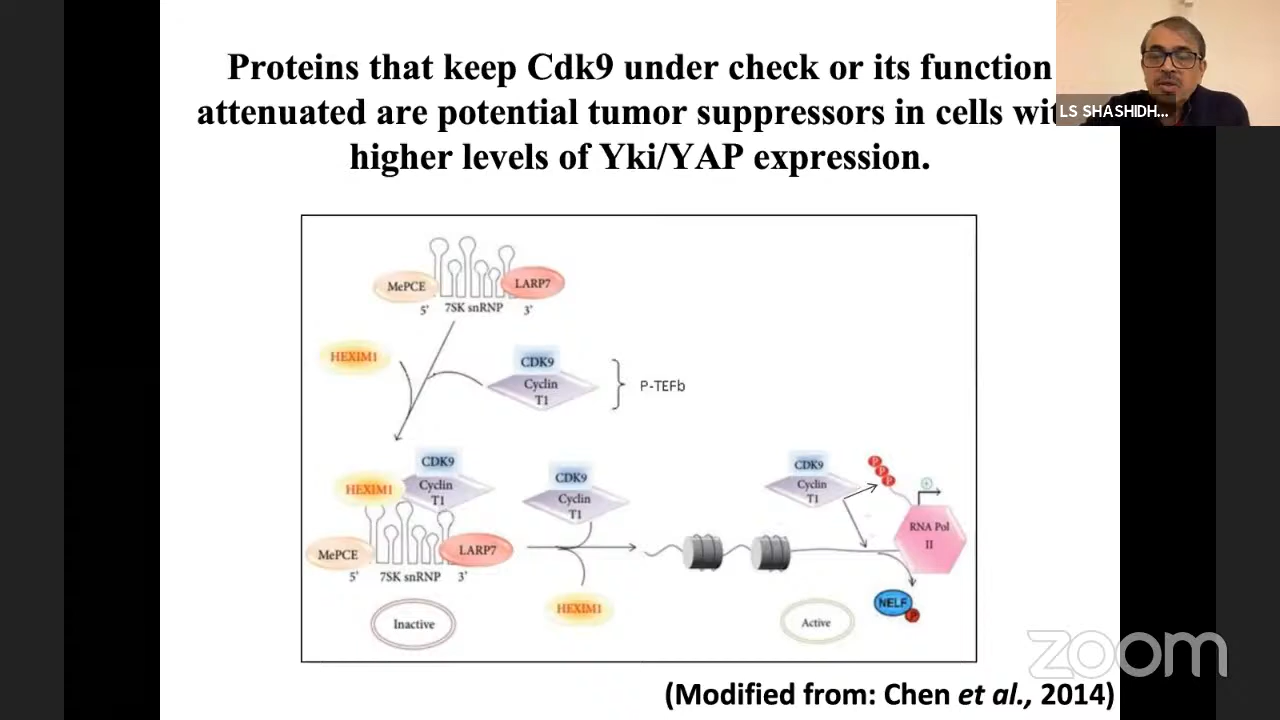 Proteins that keep Cdk9 under check or its function
attenuated are potential tumor suppressors in cells
higher levels of Yki/YAP expression.
LS SHASHIDH...
MePCE
LARP7
5'
7SK snRNP
3'
HEXIM1
CDK9
Cyclin
T1
P-TEFb
CDK9
HEXIM1
Cyclin
T1
MePCE
LARP7
5'
7SK snRNP
3'
Inactive
CDK9
Cyclin
T1
HEXIM1
CDK9
Cyclin
T1
P
P
P
RNA Pol
II
NELF
P
Active
zoom
(Modified from: Chen et al., 2014)